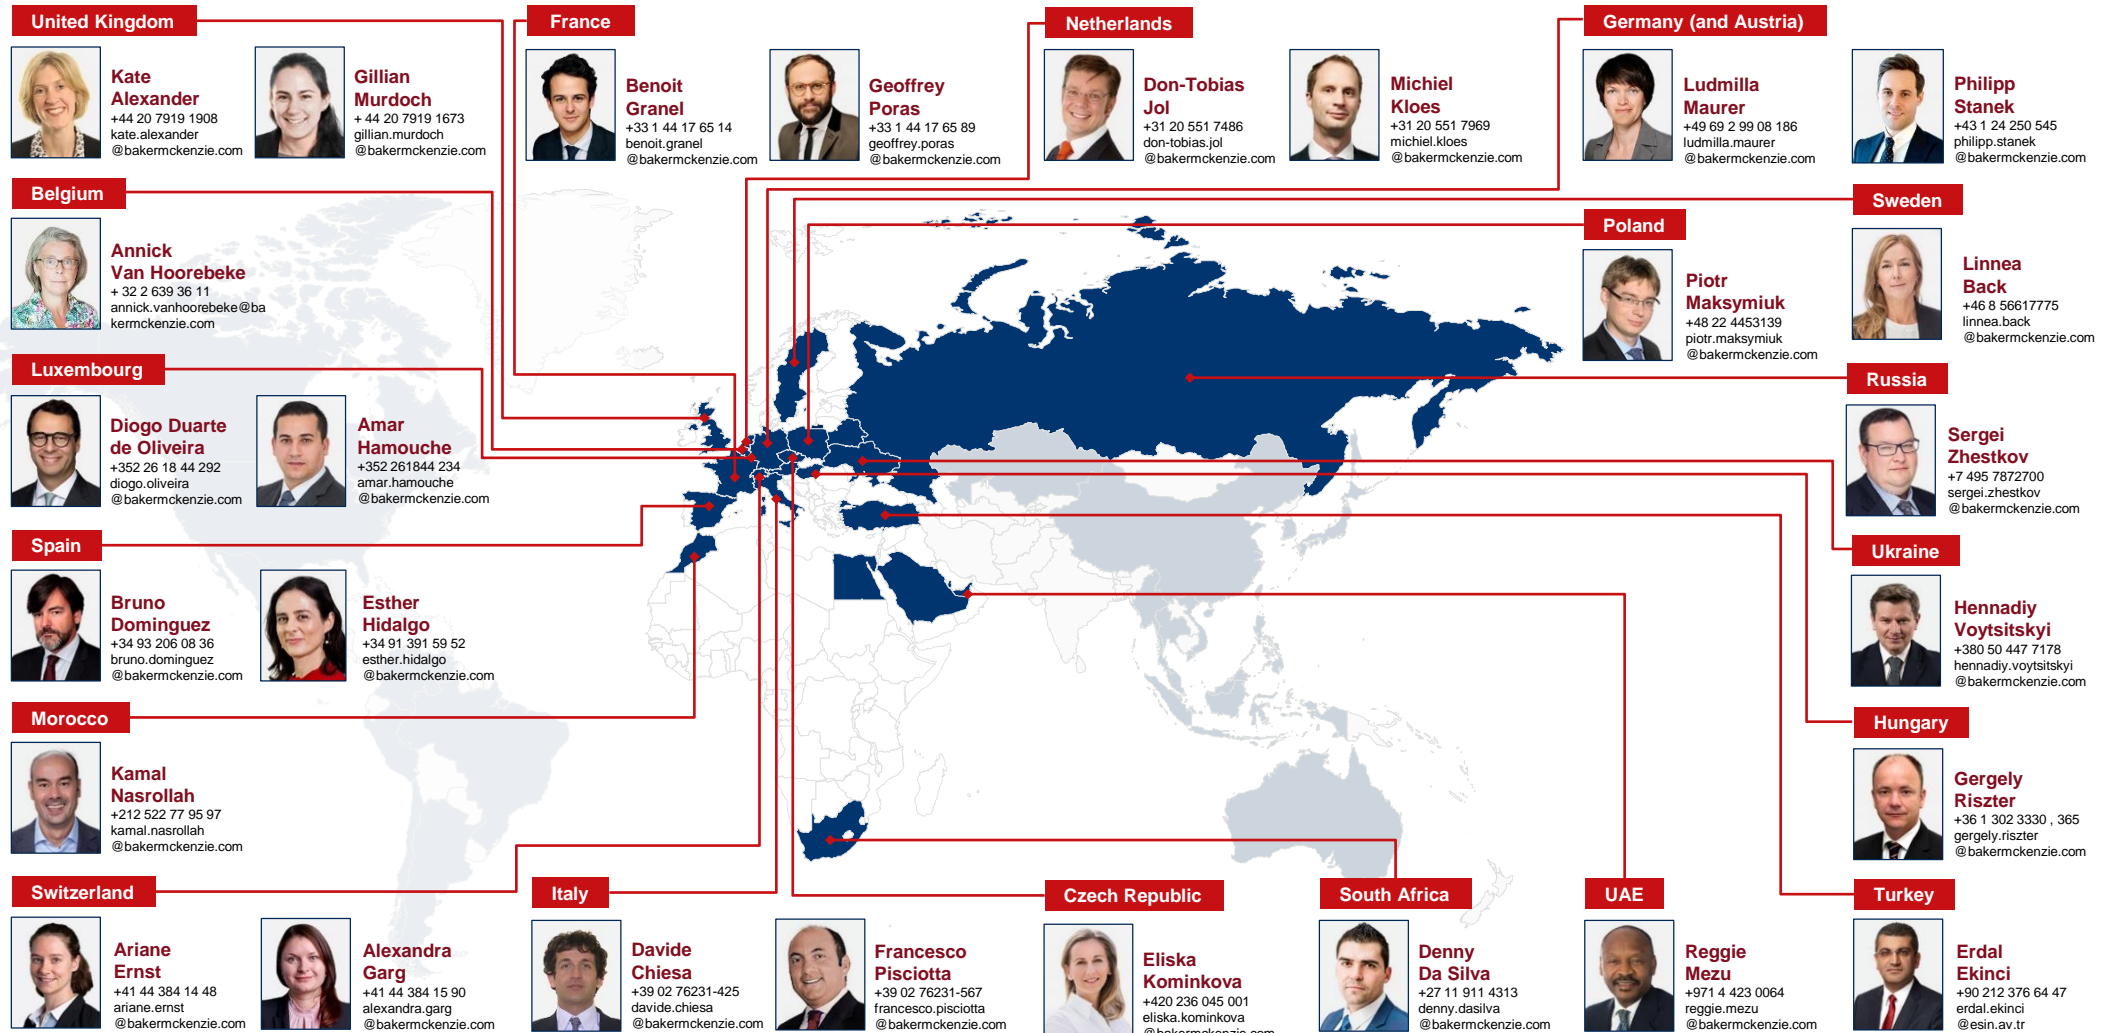 United Kingdom
Kate
Alexander
+44 20 7919 1908
kate.alexander
@bakermckenzie.com
Gillian
Murdoch
+ 44 20 7919 1673
gillian.murdoch
@bakermckenzie.com
France
Benoit
Granel
+33 1 44 17 65 14
benoit.granel
@bakermckenzie.com
Geoffrey
Poras
+33 1 44 17 65 89
geoffrey.poras
@bakermckenzie.com
Netherlands
Don-Tobias
Jol
+31 20 551 7486
don-tobias.jol
@bakermckenzie.com
Michiel
Kloes
+31 20 551 7969
michiel.kloes
@bakermckenzie.com
Germany (and Austria)
Ludmilla
Maurer
+49 69 2 99 08 186
ludmilla.maurer
@bakermckenzie.com
Philipp
Stanek
+43 1 24 250 545
philipp.stanek
@bakermckenzie.com
Belgium
Annick
Van Hoorebeke
+ 32 2 639 36 11
annick.vanhoorebeke@ba
kermckenzie.com
Poland
Piotr
Maksymiuk
+48 22 4453139
piotr.maksymiuk
@bakermckenzie.com
Sweden
Linnea
Back
+46 8 56617775
linnea.back
@bakermckenzie.com
Luxembourg
Diogo Duarte
de Oliveira
+352 26 18 44 292
diogo.oliveira
@bakermckenzie.com
Amar
Hamouche
+352 261844 234
amar.hamouche
@bakermckenzie.com
Russia
Sergei
Zhestkov
+7 495 7872700
sergei.zhestkov
@bakermckenzie.com
Spain
Bruno
Dominguez
+34 93 206 08 36
bruno.dominguez
@bakermckenzie.com
Esther
Hidalgo
+34 91 391 59 52
esther.hidalgo
@bakermckenzie.com
Ukraine
Hennadiy
Voytsitskyi
+380 50 447 7178
hennadiy.voytsitskyi
@bakermckenzie.com
Morocco
Kamal
Nasrollah
+212 522 77 95 97
kamal.nasrollah
@bakermckenzie.com
Hungary
Gergely
Riszter
+36 1 302 3330 , 365
gergely.riszter
@bakermckenzie.com
Switzerland
Ariane
Ernst
+41 44 384 14 48
ariane.ernst
@bakermckenzie.com
Alexandra
Garg
+41 44 384 15 90
alexandra.garg
@bakermckenzie.com
Italy
Davide
Chiesa
+39 02 76231-425
davide.chiesa
@bakermckenzie.com
Francesco
Pisciotta
+39 02 76231-567
francesco.pisciotta
@bakermckenzie.com
Czech Republic
Eliska
Kominkova
+420 236 045 001
eliska.kominkova
@bakermckenzie.com
South Africa
Denny
Da Silva
+27 11 911 4313
denny.dasilva
@bakermckenzie.com
UAE
Reggie
Mezu
+971 4 423 0064
reggie.mezu
@bakermckenzie.com
Turkey
Erdal
Ekinci
+90 212 376 64 47
erdal.ekinci
@esin.av.tr